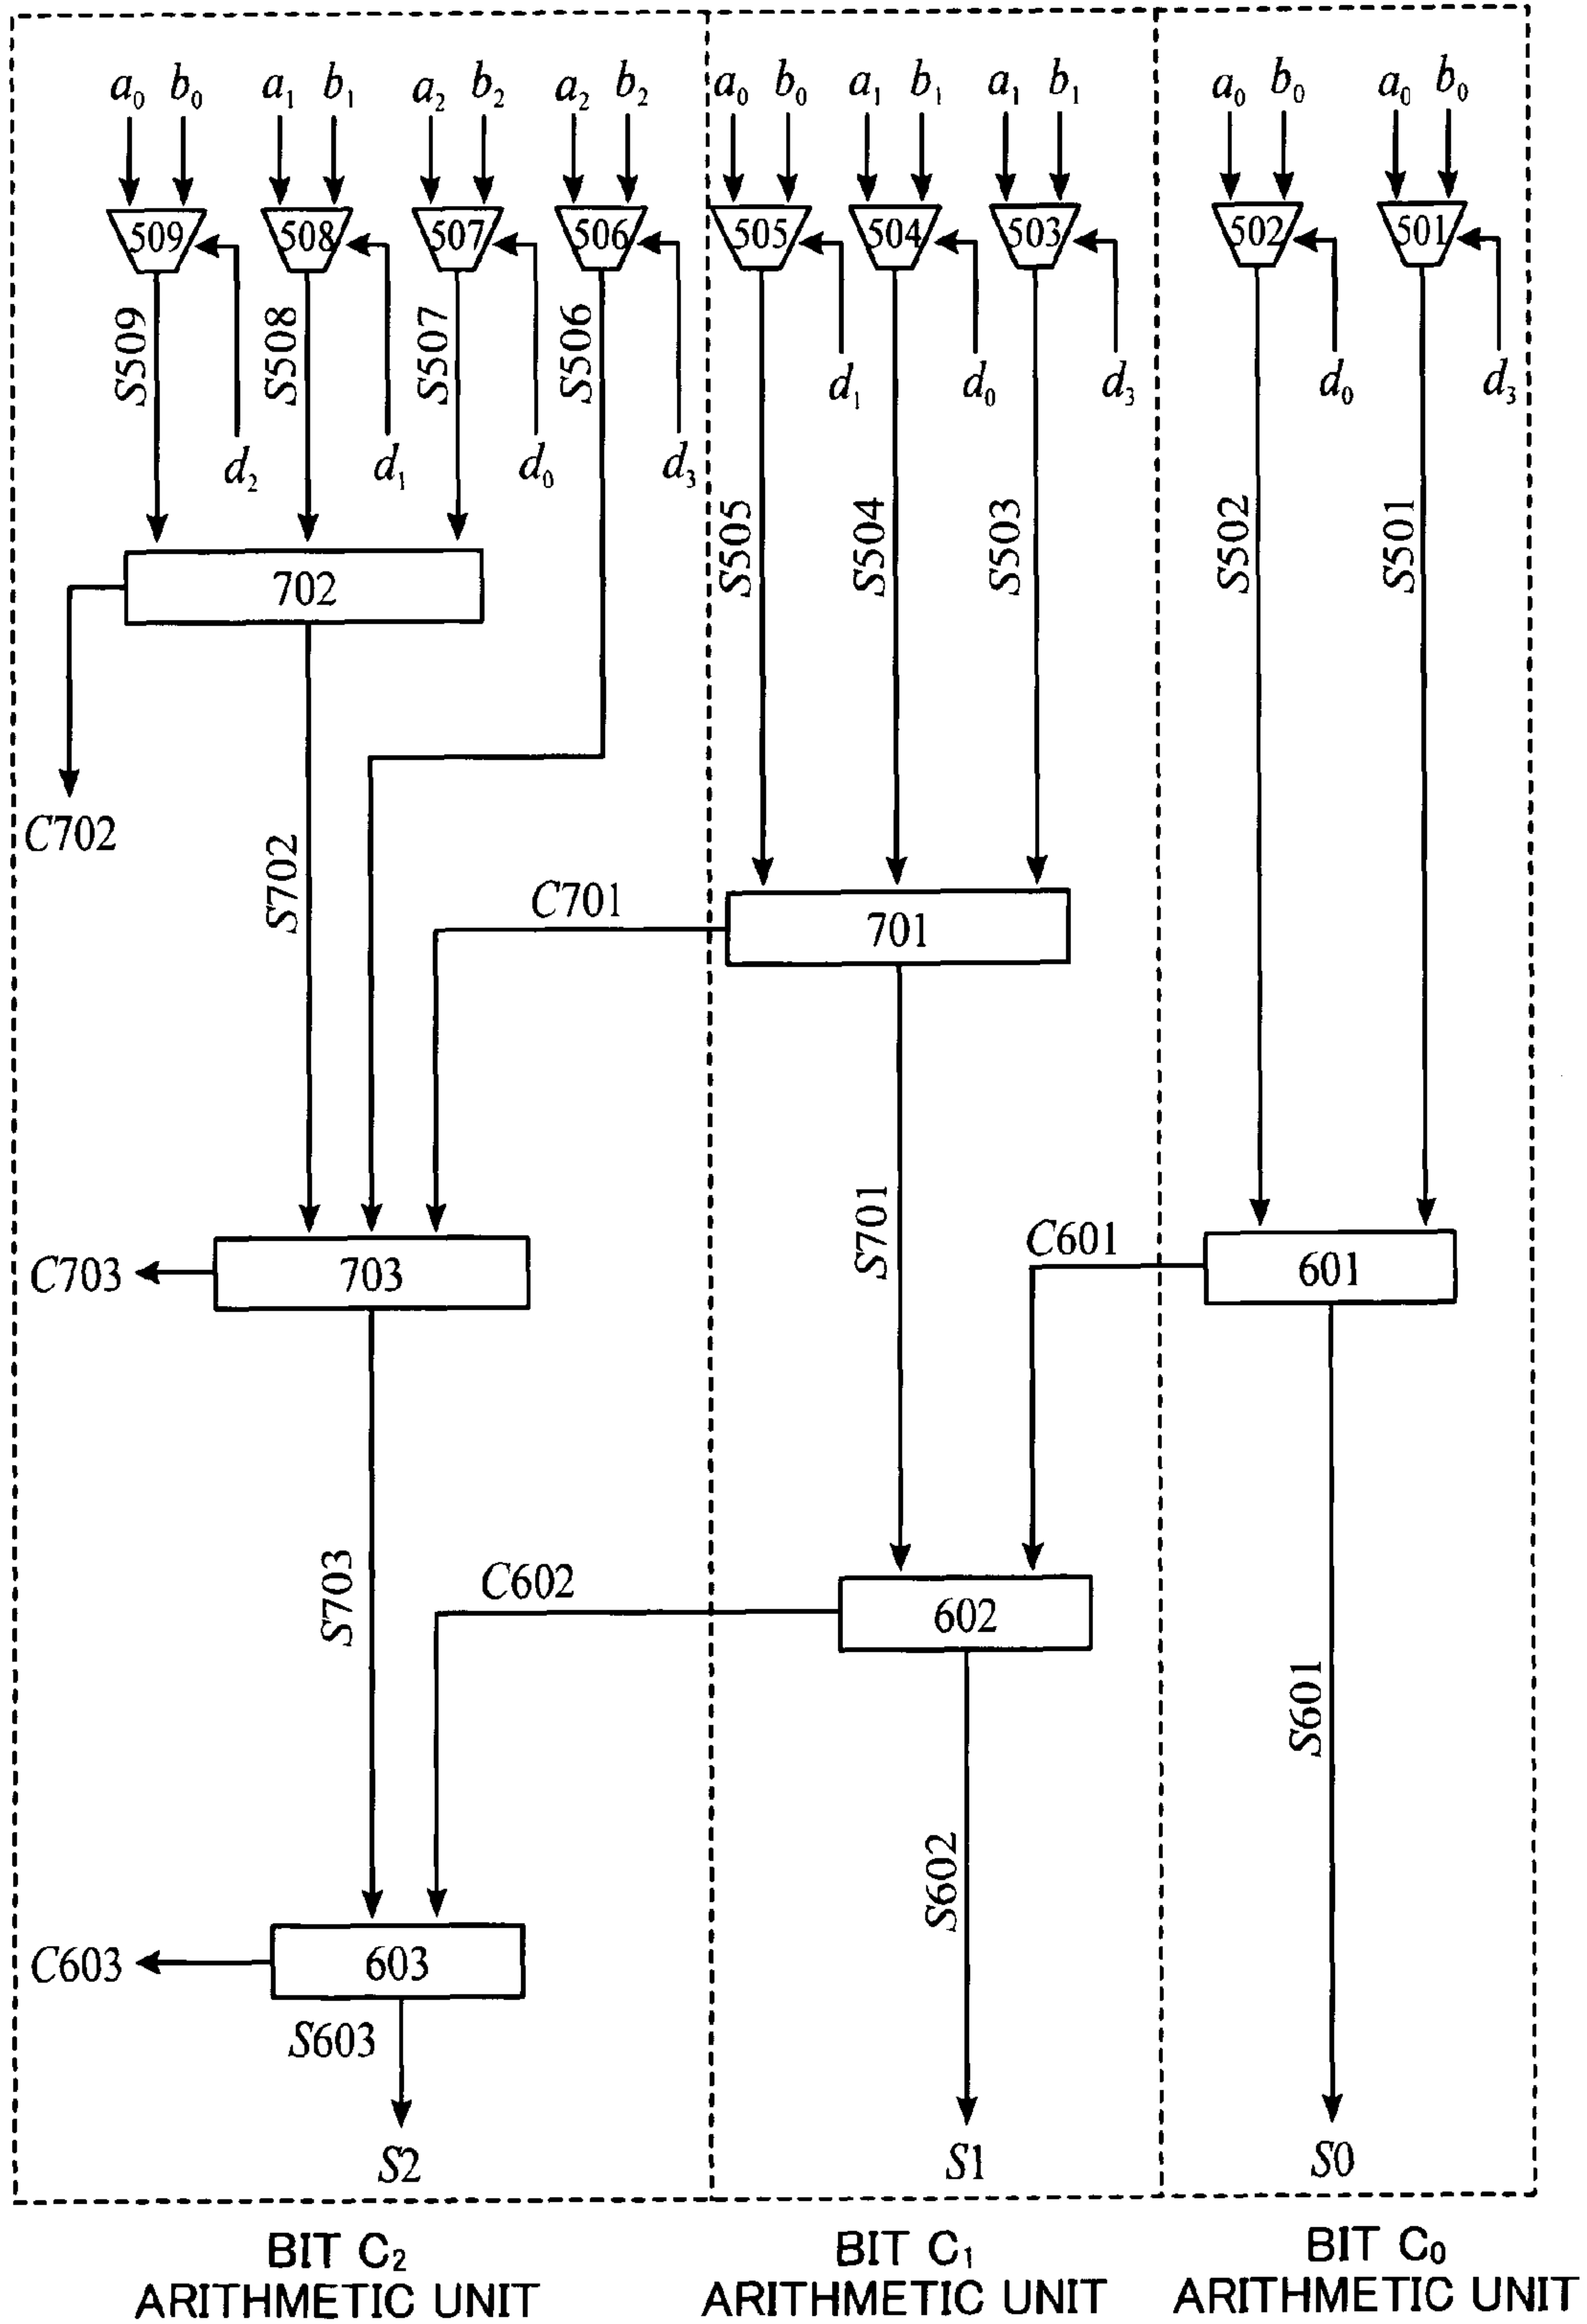 a₀ b₀ a₁ b₁ a₂ b₂ a₂ b₂ a₀ b₀ a₁ b₁ a₁ b₁ a₀ b₀ a₀ b₀
509 508 507 506 505 504 503 502 501
S509 S508 S507 S506
d₁ d₀ d₃ d₀ d₃
d₂ d₁ d₀ d₃
S505 S504 S503 S502 S501
702
C702
S702
C701
701
S701
C601
C703
703
601
S703
C602
602
S601
S602
C603
603
S603
S2 S1 S0
BIT C₂
ARITHMETIC UNIT
BIT C₁
ARITHMETIC UNIT
BIT C₀
ARITHMETIC UNIT